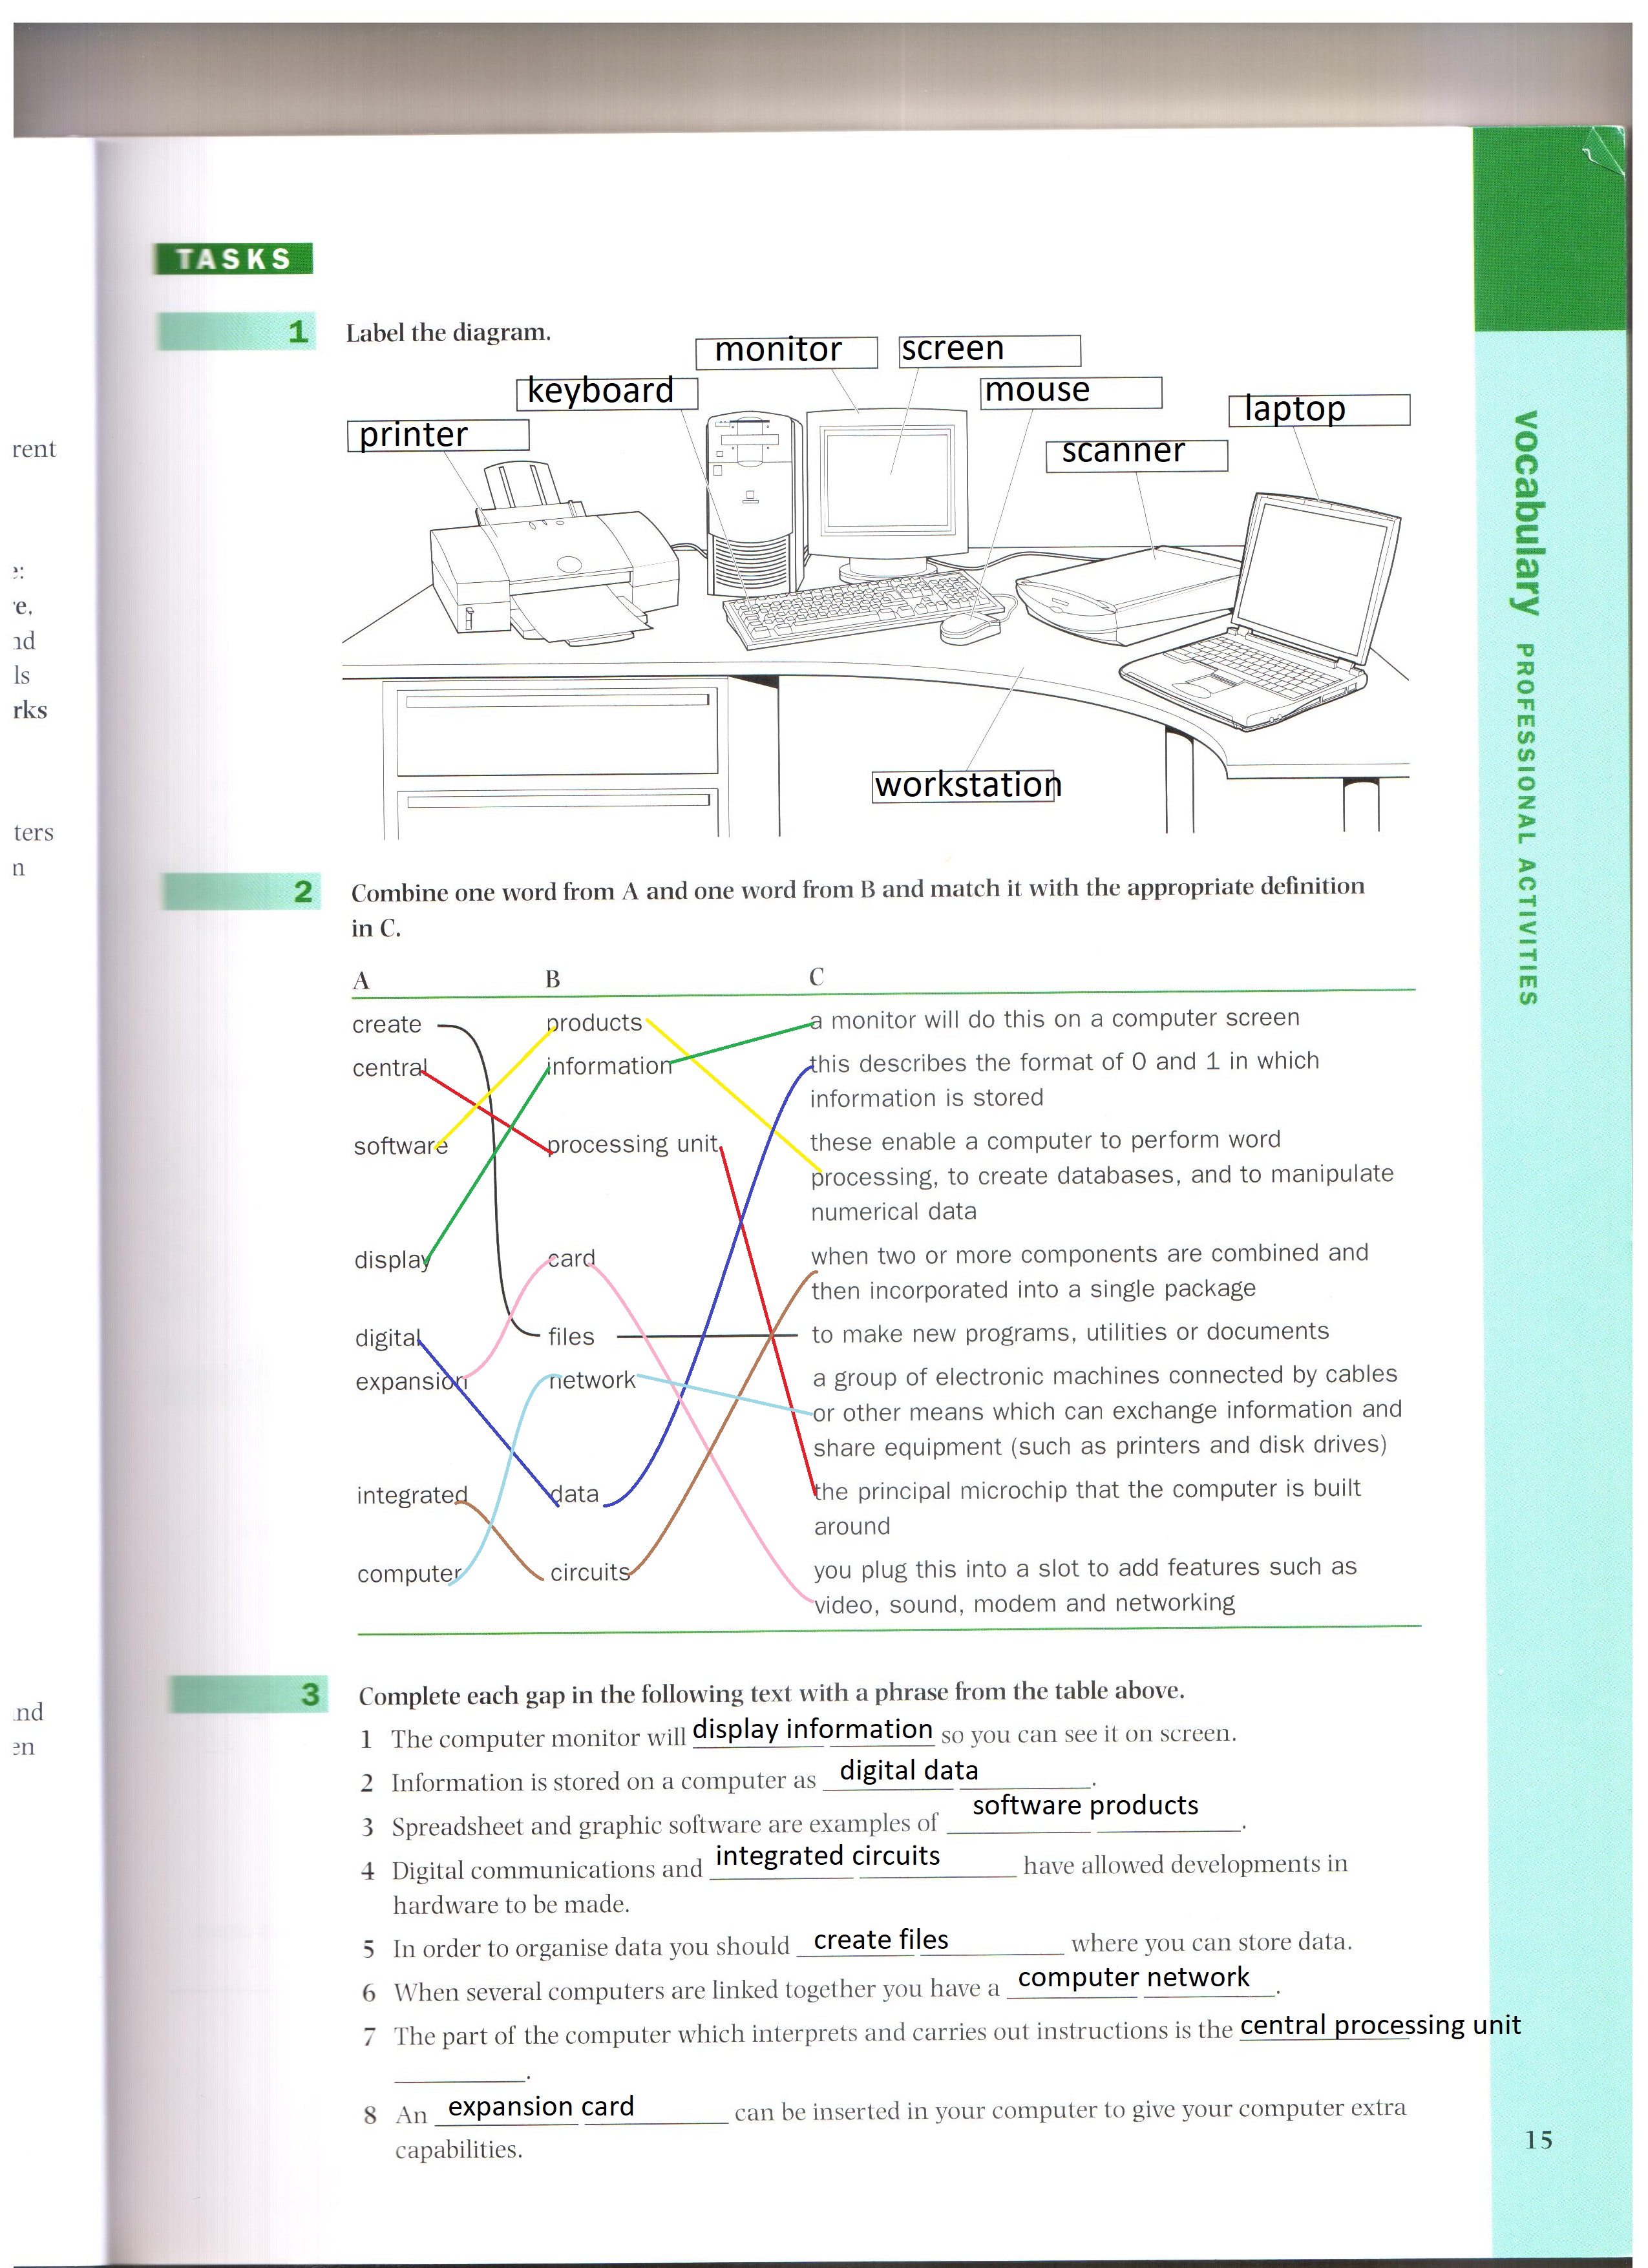 rent
e:
re,
nd
ls
rks
ters
n
nd
en
TASKS
1 Label the diagram.
monitor screen
keyboard mouse
printer laptop
scanner
workstation
2 Combine one word from A and one word from B and match it with the appropriate definition
in C.
A B C
create products a monitor will do this on a computer screen
central information this describes the format of 0 and 1 in which
information is stored
software processing unit these enable a computer to perform word
processing, to create databases, and to manipulate
numerical data
display card when two or more components are combined and
then incorporated into a single package
digital files to make new programs, utilities or documents
expansion network a group of electronic machines connected by cables
or other means which can exchange information and
share equipment (such as printers and disk drives)
integrated data the principal microchip that the computer is built
around
computer circuits you plug this into a slot to add features such as
video, sound, modem and networking
3 Complete each gap in the following text with a phrase from the table above.
1 The computer monitor will display information so you can see it on screen.
2 Information is stored on a computer as digital data.
3 Spreadsheet and graphic software are examples of software products.
4 Digital communications and integrated circuits have allowed developments in
hardware to be made.
5 In order to organise data you should create files where you can store data.
6 When several computers are linked together you have a computer network.
7 The part of the computer which interprets and carries out instructions is the central processing unit
.
8 An expansion card can be inserted in your computer to give your computer extra
capabilities.
vocabulary PROFESSIONAL ACTIVITIES
15